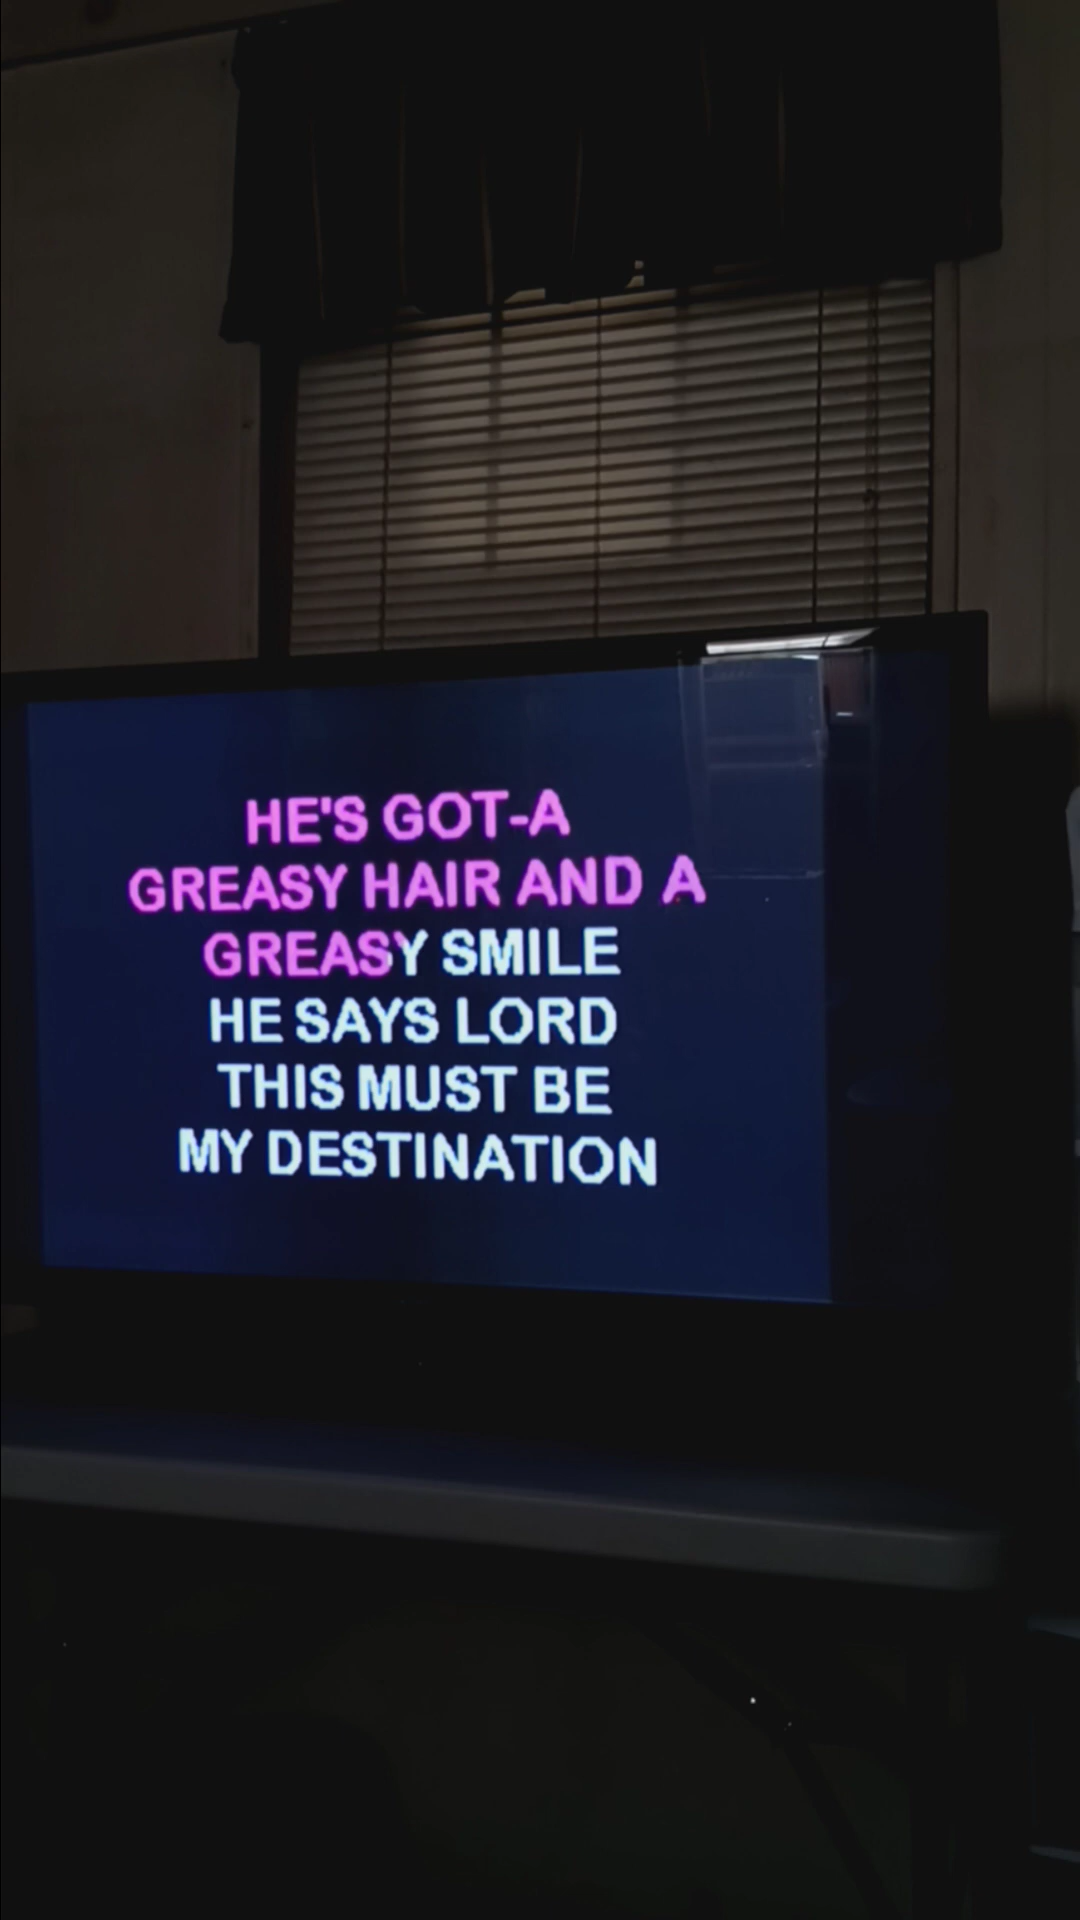 HE'S GOT-A
GREASY HAIR AND A
GREASY SMILE
HE SAYS LORD
THIS MUST BE
MY DESTINATION